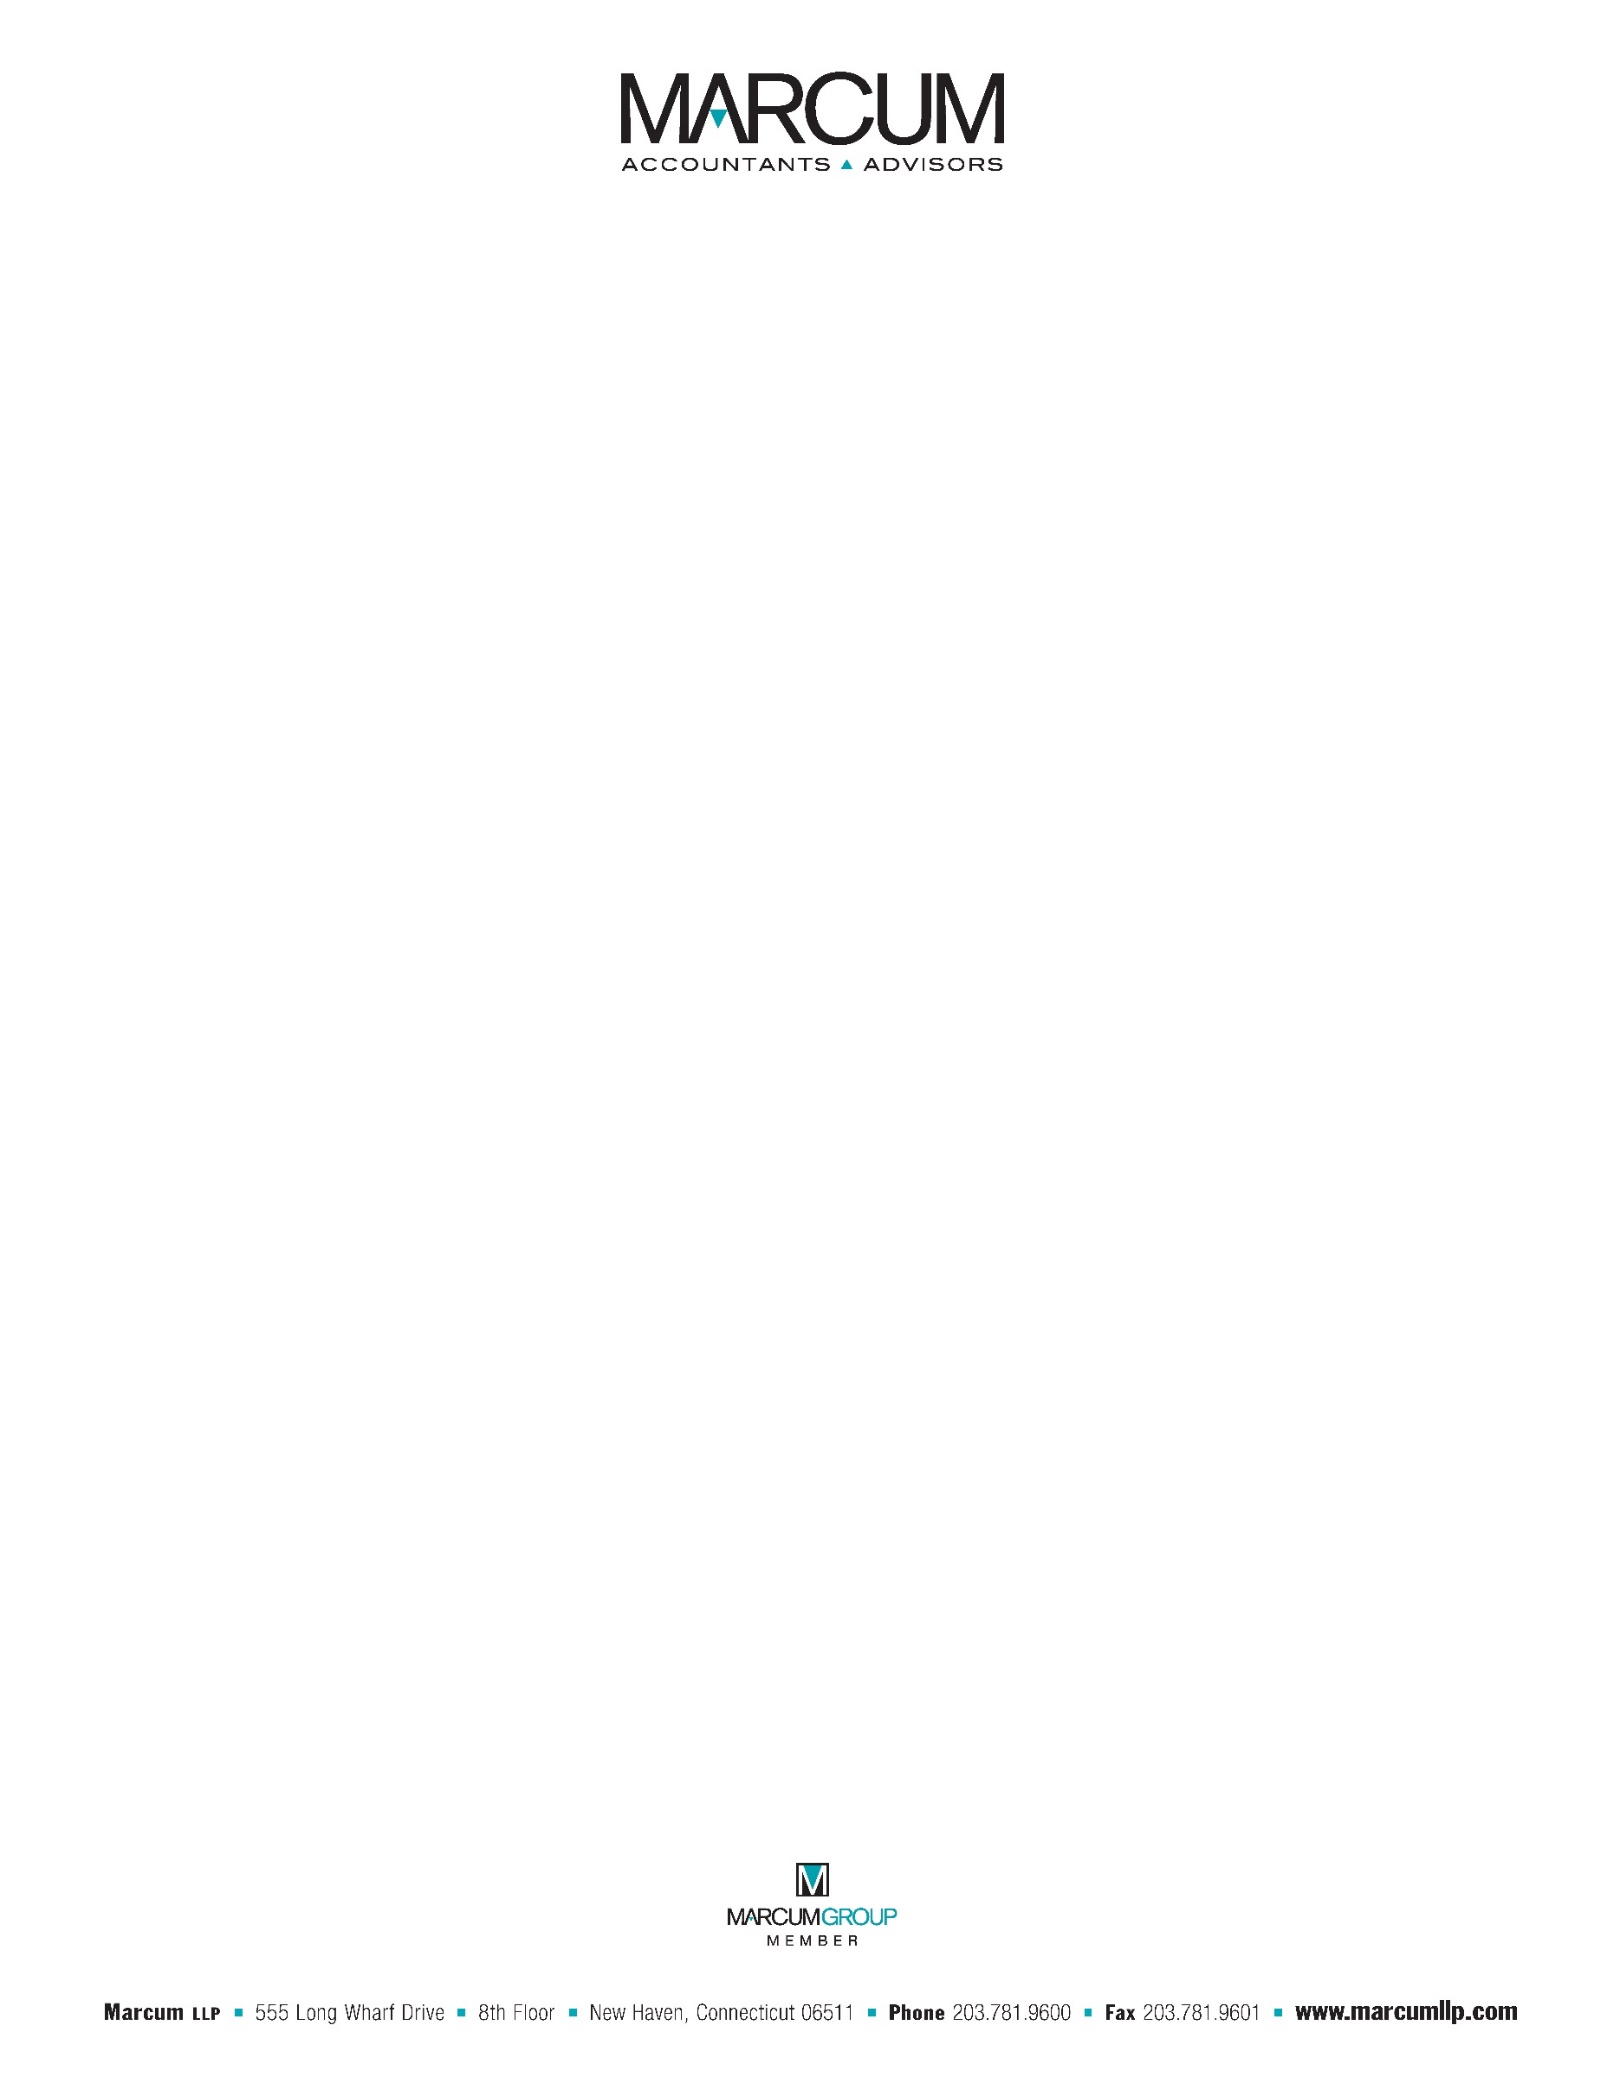 MARCUM
ACCOUNTANTS ▲ ADVISORS
MARCUMGROUP
MEMBER
Marcum LLP ■ 555 Long Wharf Drive ■ 8th Floor ■ New Haven, Connecticut 06511 ■ Phone 203.781.9600 ■ Fax 203.781.9601 ■ www.marcumllp.com